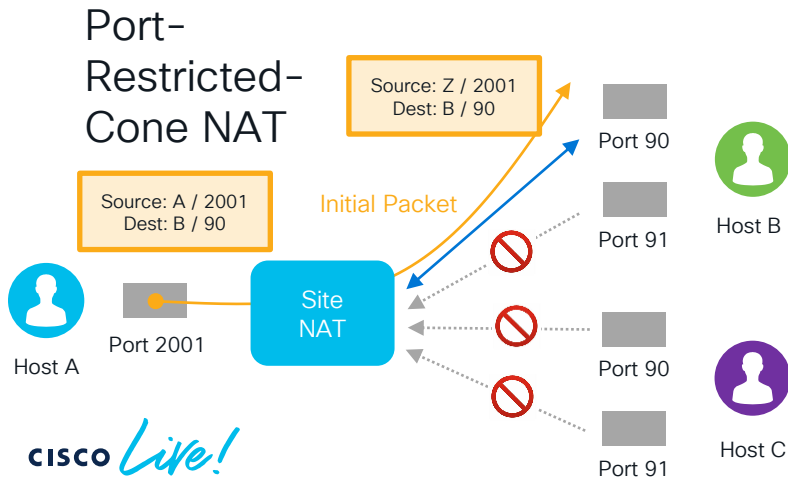 Port-
Restricted-
Cone NAT
Source: Z / 2001
Dest: B / 90
Port 90
Source: A / 2001
Dest: B / 90
Initial Packet
Port 91
Host B
Site
NAT
Port 2001
Host A
Port 90
Port 91
Host C
CISCO Live!